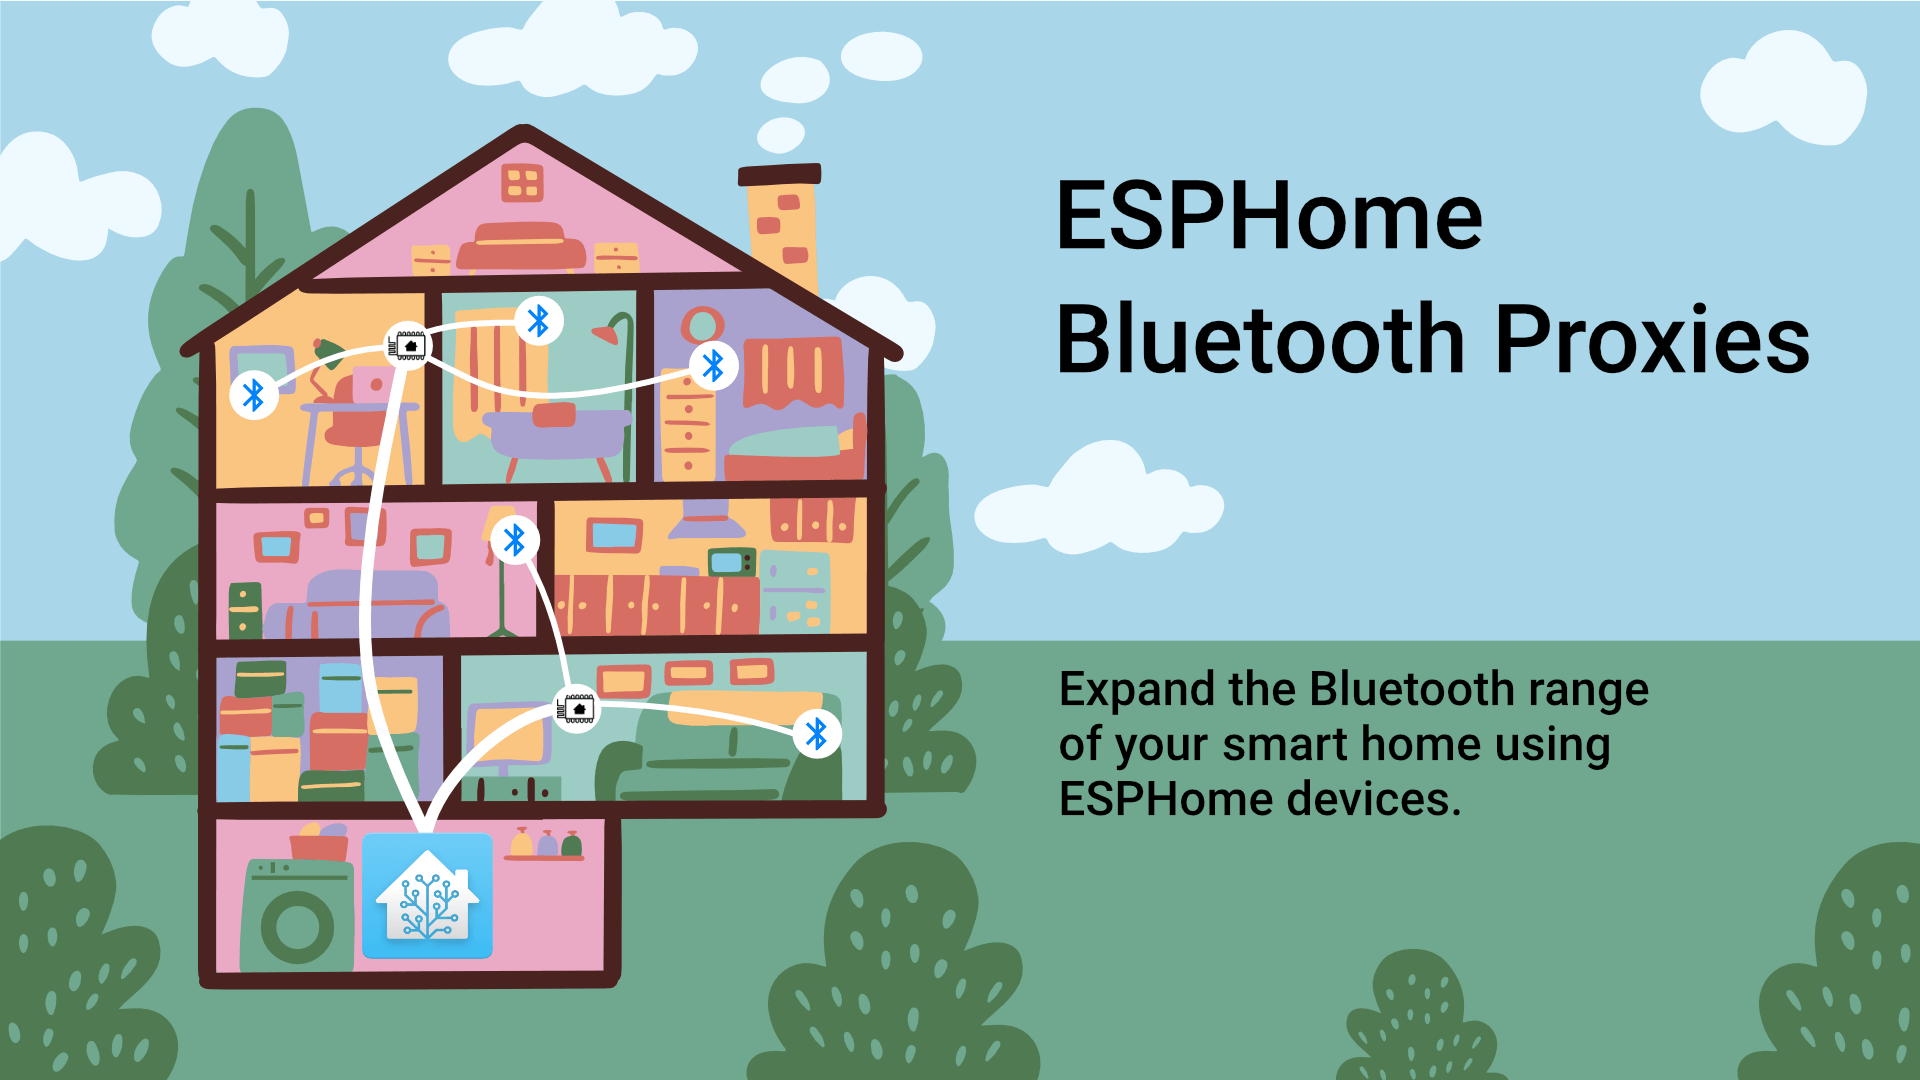 ESPHome
Bluetooth Proxies
Expand the Bluetooth range
of your smart home using
ESPHome devices.